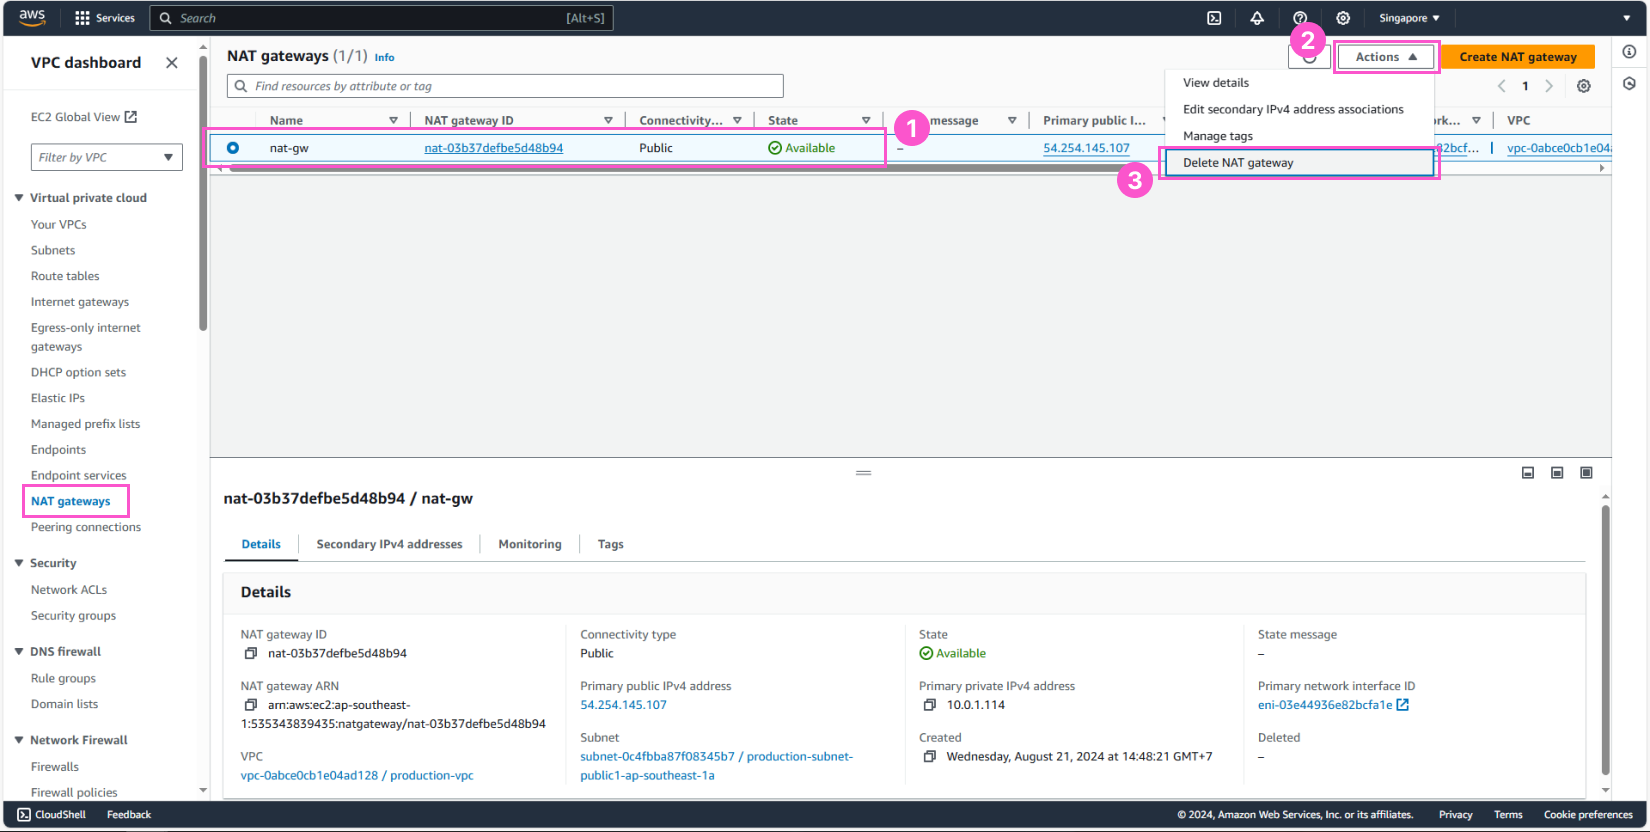 aws
Services
Search
[Alt+S]
Singapore
VPC dashboard
EC2 Global View
Filter by VPC
Virtual private cloud
Your VPCs
Subnets
Route tables
Internet gateways
Egress-only internet
gateways
DHCP option sets
Elastic IPs
Managed prefix lists
Endpoints
Endpoint services
NAT gateways
Peering connections
Security
Network ACLs
Security groups
DNS firewall
Rule groups
Domain lists
Network Firewall
Firewalls
Firewall policies
NAT gateways (1/1) Info
2
Actions
Create NAT gateway
Find resources by attribute or tag
1
View details
Edit secondary IPv4 address associations
Manage tags
Delete NAT gateway
3
Name
NAT gateway ID
Connectivity...
State
message
Primary public I...
rk...
VPC
1
nat-gw
nat-03b37defbe5d48b94
Public
Available
–
54.254.145.107
82bcf...
vpc-0abce0cb1e04a
nat-03b37defbe5d48b94 / nat-gw
Details
Secondary IPv4 addresses
Monitoring
Tags
Details
NAT gateway ID
nat-03b37defbe5d48b94
Connectivity type
Public
State
Available
State message
–
NAT gateway ARN
arn:aws:ec2:ap-southeast-
1:535343839435:natgateway/nat-03b37defbe5d48b94
Primary public IPv4 address
54.254.145.107
Primary private IPv4 address
10.0.1.114
Primary network interface ID
eni-03e44936e82bcfa1e
VPC
vpc-0abce0cb1e04ad128 / production-vpc
Subnet
subnet-0c4fbba87f08345b7 / production-subnet-
public1-ap-southeast-1a
Created
Wednesday, August 21, 2024 at 14:48:21 GMT+7
Deleted
–
CloudShell
Feedback
© 2024, Amazon Web Services, Inc. or its affiliates.
Privacy
Terms
Cookie preferences